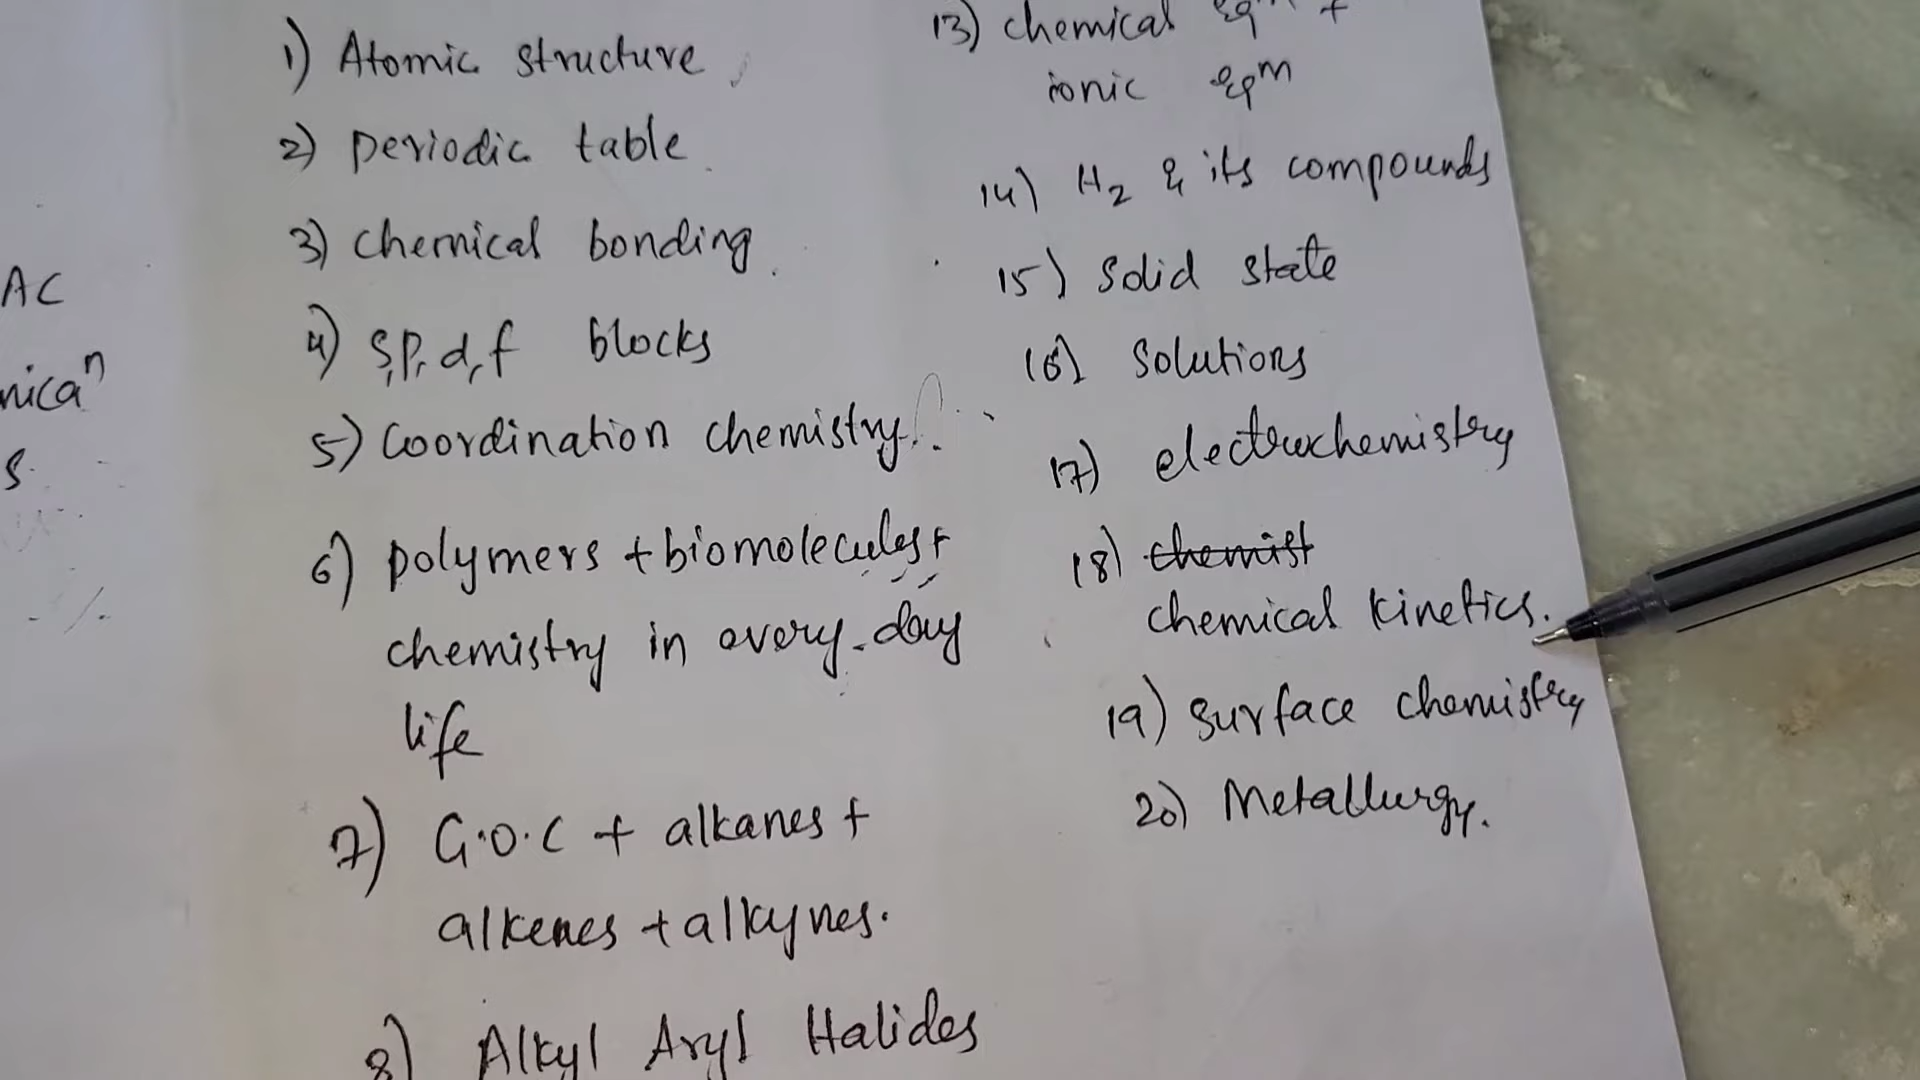 AC
nicaⁿ
s.
1) Atomic structure
2) periodic table
3) chemical bonding
4) s, p, d, f blocks
5) Coordination chemistry
6) polymers + biomolecules +
chemistry in every-day
life
7) G.O.C + alkanes +
alkenes + alkynes.
8) Alkyl Aryl Halides
13) chemical eqᵐ +
ionic eqᵐ
14) H₂ & its compounds
15) Solid state
16) Solutions
17) electrochemistry
18) chemist
chemical kinetics.
19) surface chemistry
20) Metallurgy.